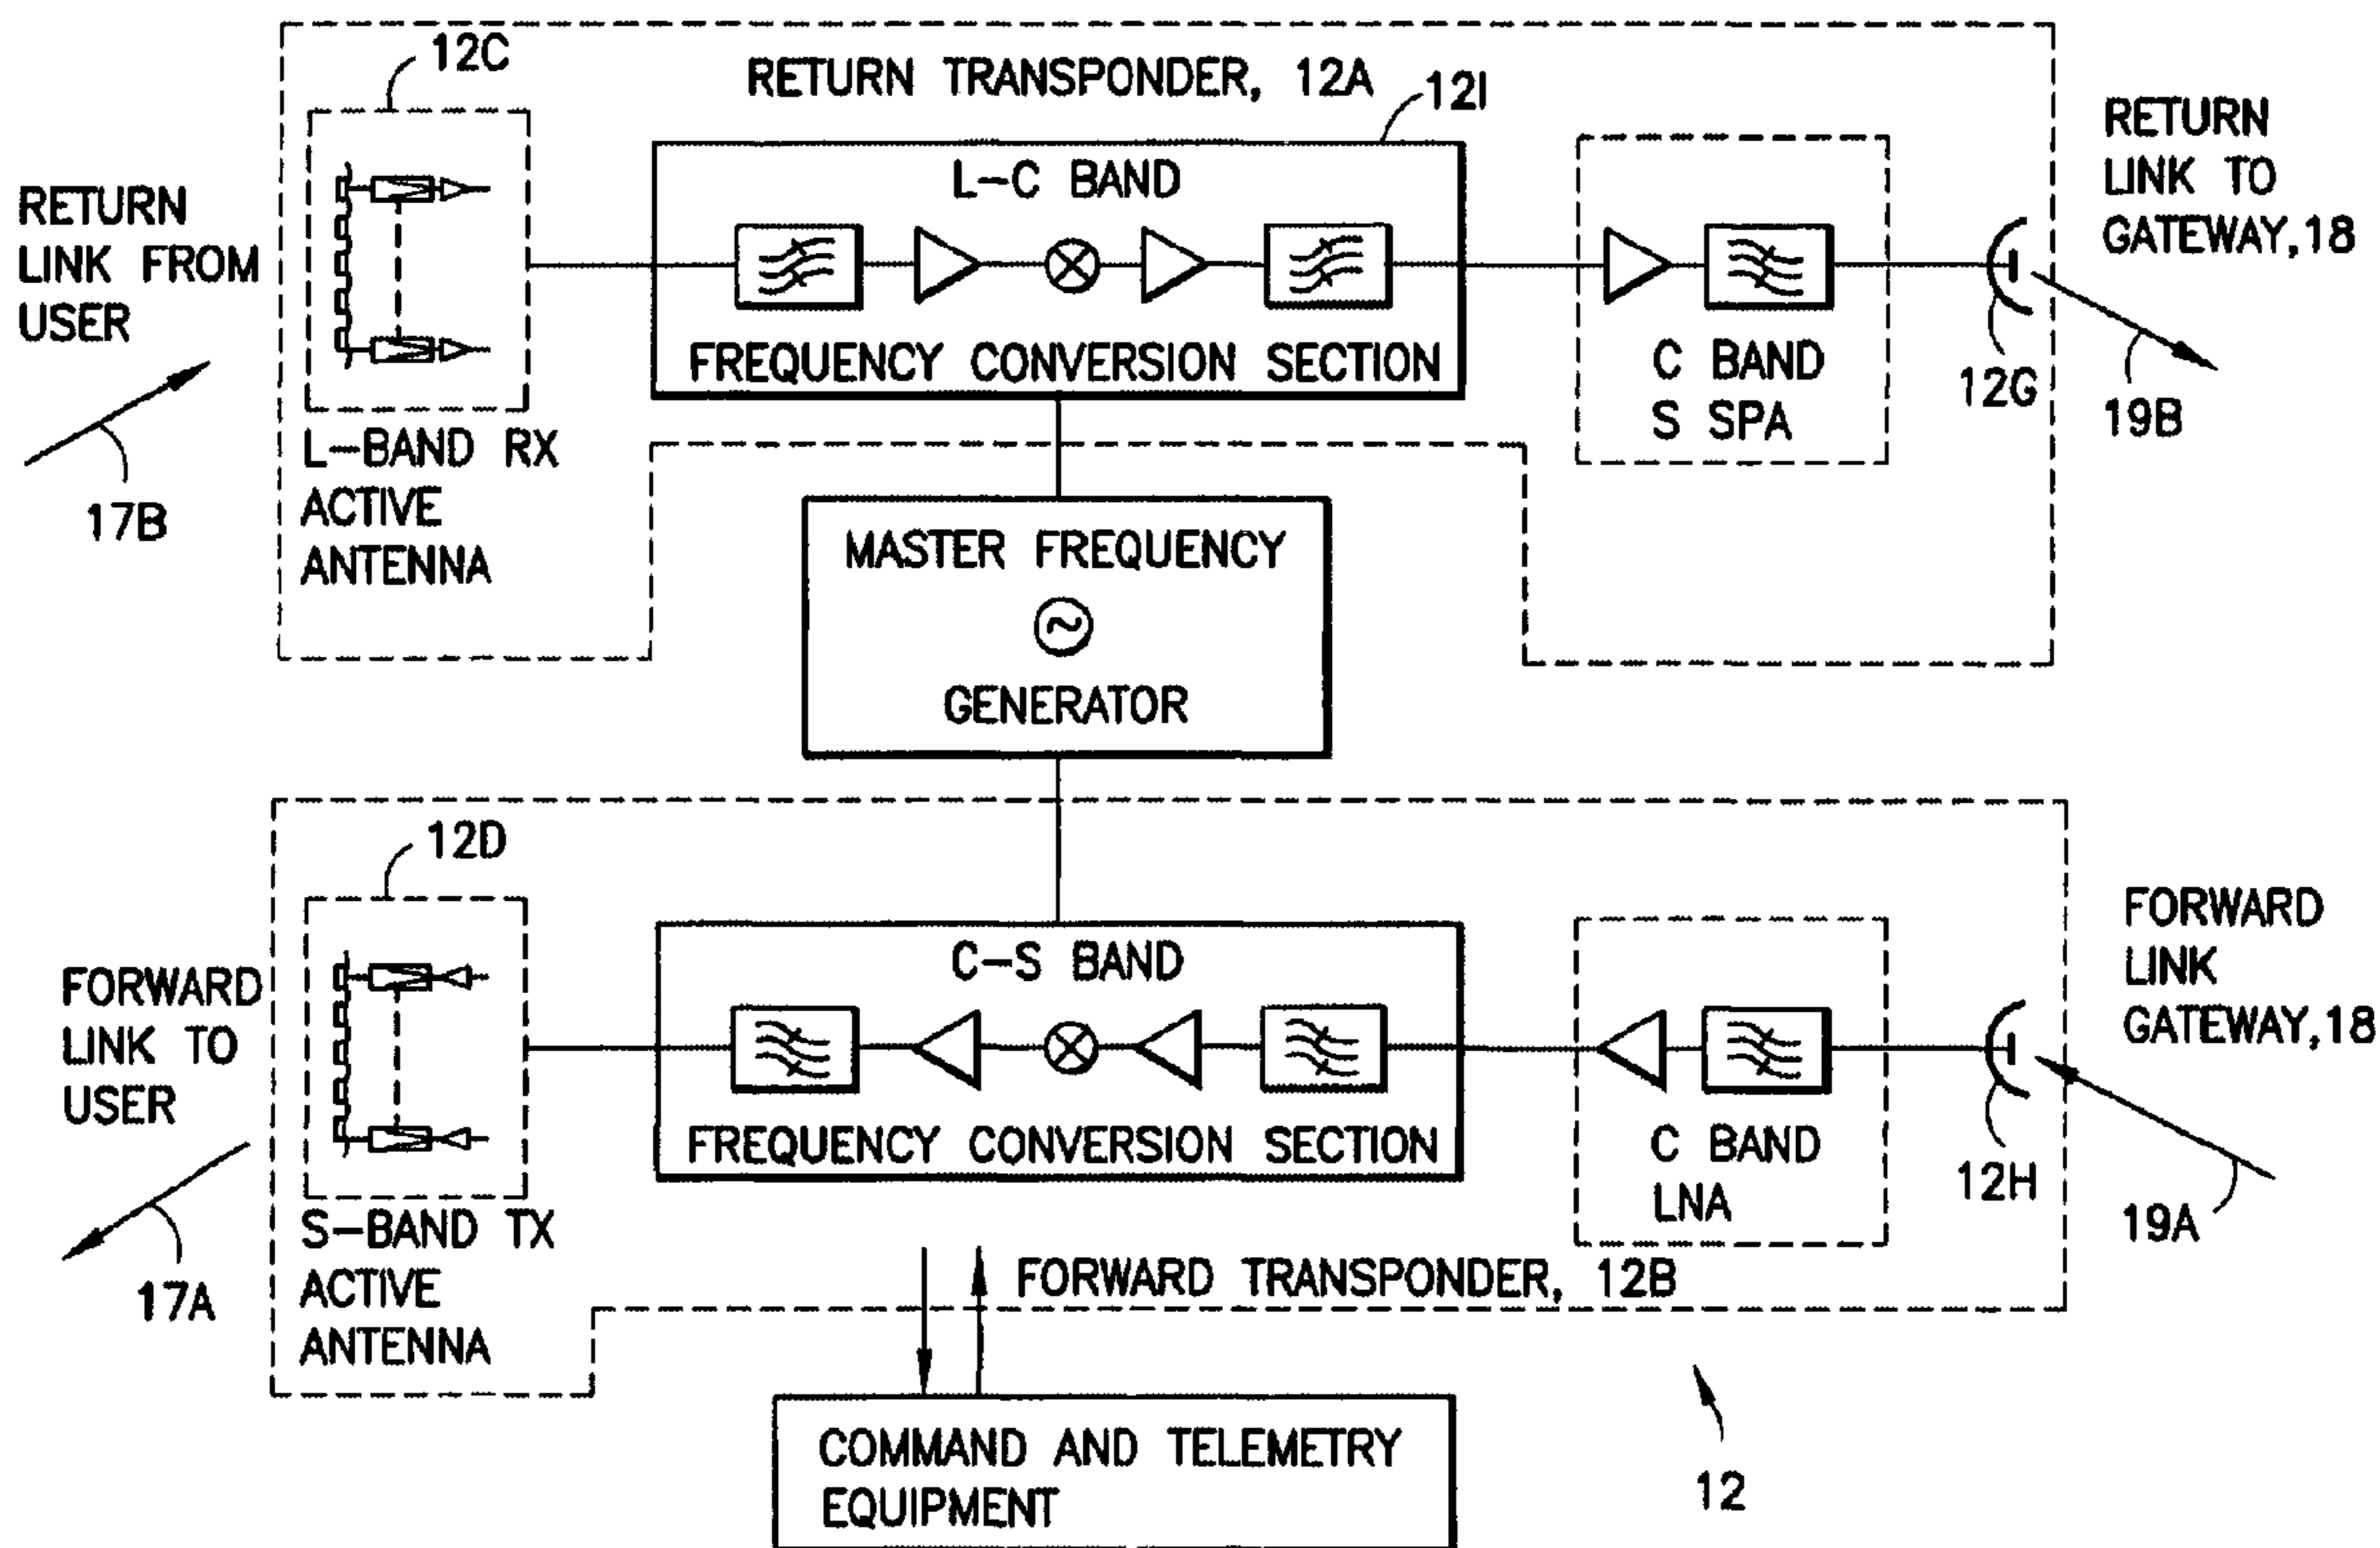 12C
RETURN TRANSPONDER, 12A
12I
RETURN
LINK TO
GATEWAY,18
RETURN
LINK FROM
USER
L-C BAND
FREQUENCY CONVERSION SECTION
C BAND
S SPA
12G
19B
17B
L-BAND RX
ACTIVE
ANTENNA
MASTER FREQUENCY
GENERATOR
12D
FORWARD
LINK TO
USER
C-S BAND
FREQUENCY CONVERSION SECTION
C BAND
LNA
FORWARD
LINK
GATEWAY,18
12H
19A
17A
S-BAND TX
ACTIVE
ANTENNA
FORWARD TRANSPONDER, 12B
COMMAND AND TELEMETRY
EQUIPMENT
12